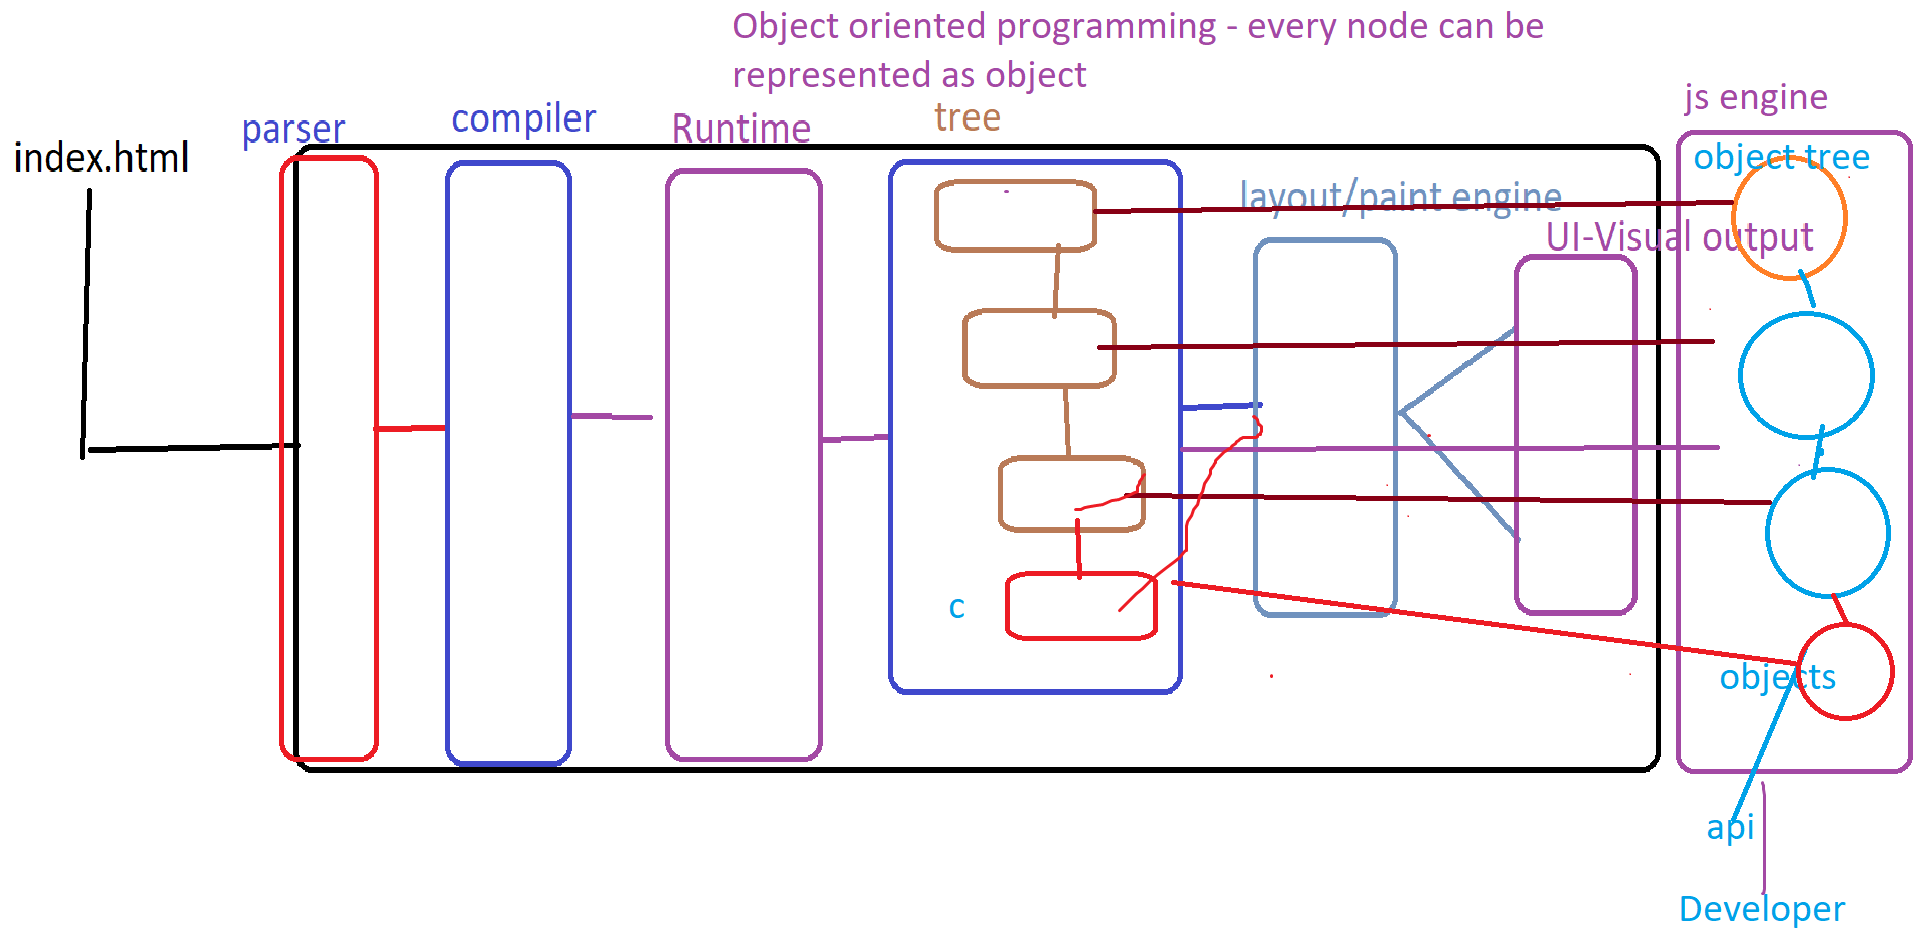 Object oriented programming - every node can be
represented as object
js engine
parser
compiler
Runtime
tree
index.html
object tree
layout/paint engine
UI-Visual output
c
objects
api
Developer